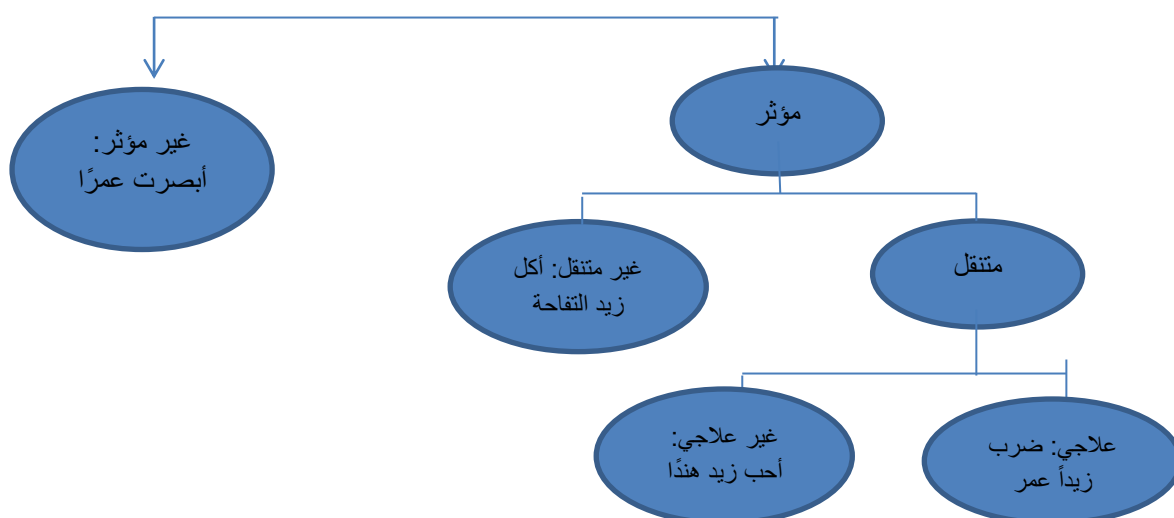 مؤثر
غير مؤثر:
أبصرت عمرًا
متنقل
غير متنقل: أكل
زيد التفاحة
علاجي: ضرب
زيداً عمر
غير علاجي:
أحب زيد هندًا